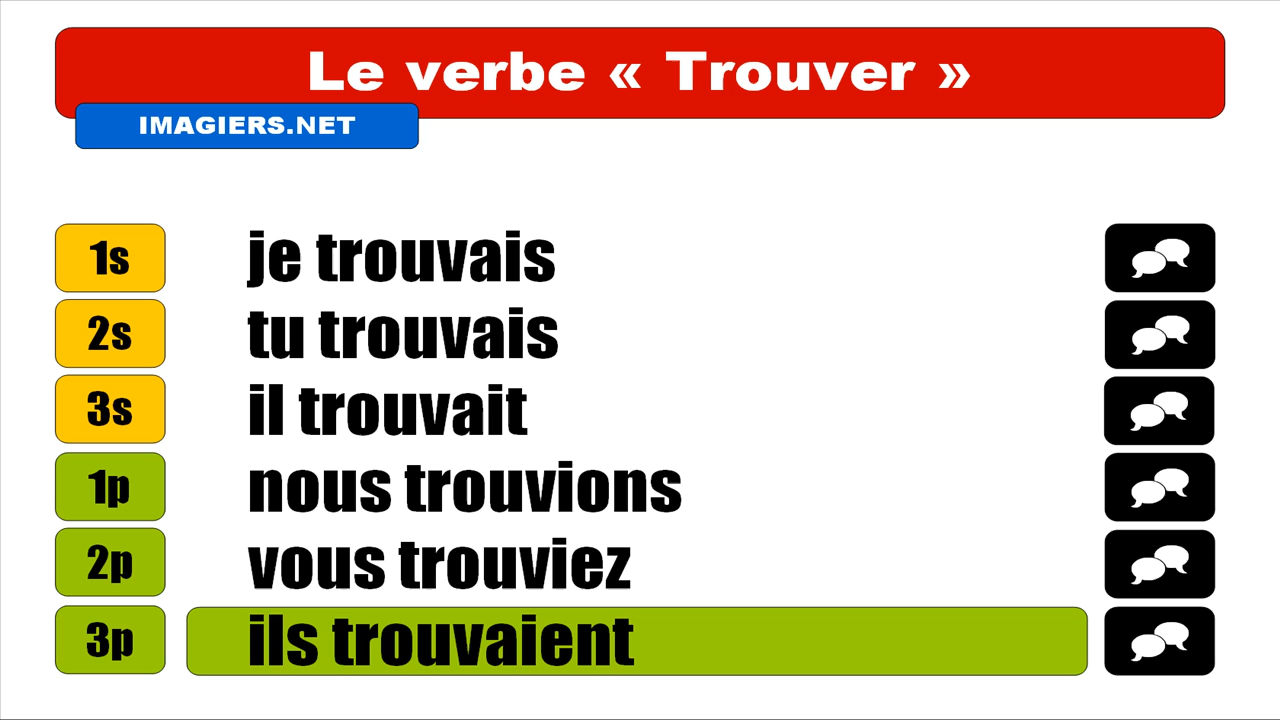 Le verbe « Trouver »
IMAGIERS.NET
1s je trouvais
2s tu trouvais
3s il trouvait
1p nous trouvions
2p vous trouviez
3p ils trouvaient